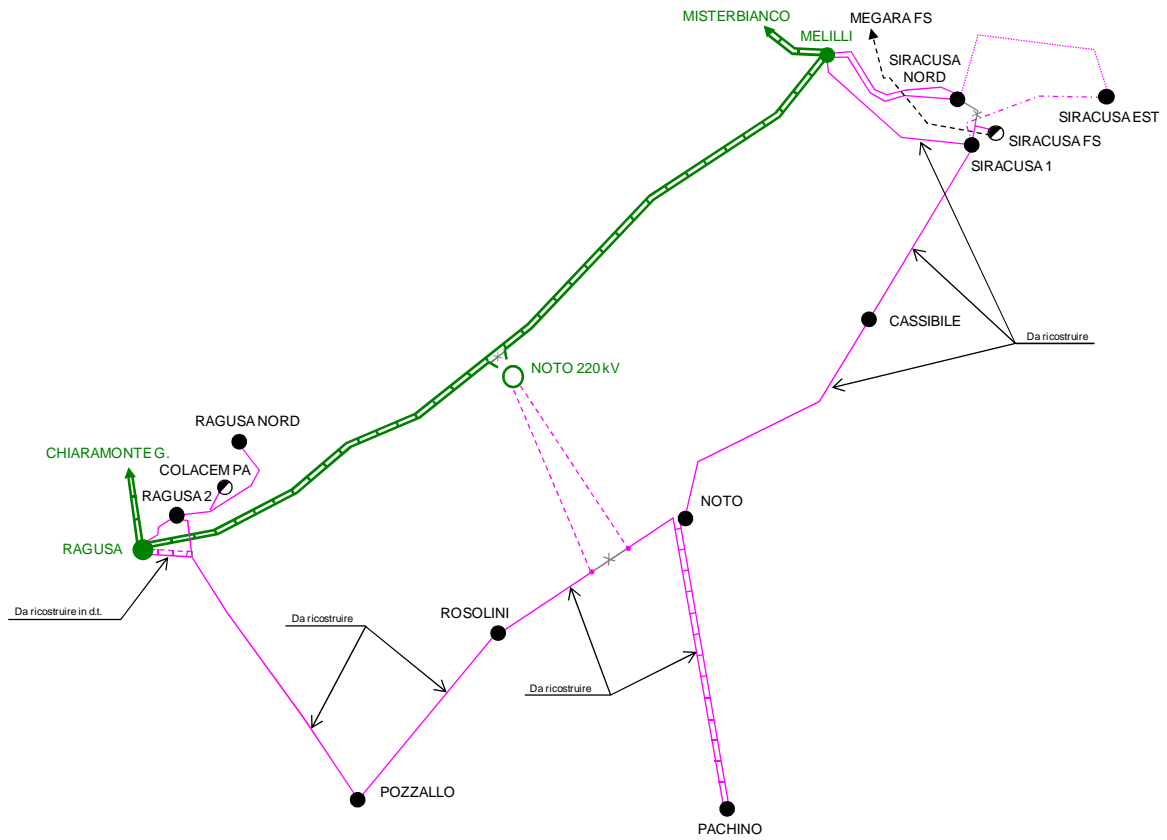 MISTERBIANCO
MEGARA FS
MELILLI
SIRACUSA
NORD
SIRACUSA EST
SIRACUSA FS
SIRACUSA 1
CASSIBILE
Da ricostruire
NOTO 220 kV
RAGUSA NORD
CHIARAMONTE G.
COLACEM PA
RAGUSA 2
NOTO
RAGUSA
Da ricostruire in d.t.
ROSOLINI
Da ricostruire
Da ricostruire
POZZALLO
PACHINO